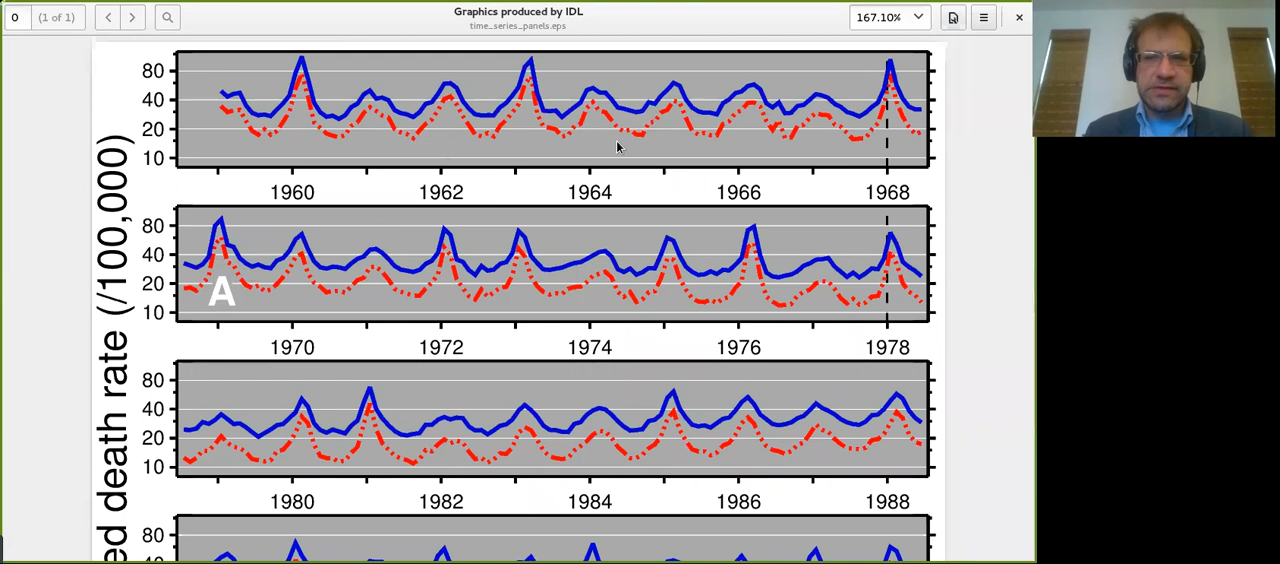 Graphics produced by IDL
time_series_panels.eps
0 (1 of 1) 167.10%
80
40
20
10
1960 1962 1964 1966 1968
80
40
20
10
A
1970 1972 1974 1976 1978
80
40
20
10
1980 1982 1984 1986 1988
80
40
ed death rate (/100,000)